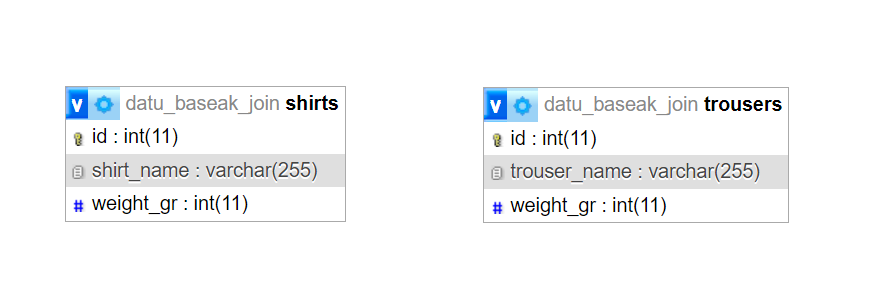 v datu_baseak_join shirts
id : int(11)
shirt_name : varchar(255)
# weight_gr : int(11)
v datu_baseak_join trousers
id : int(11)
trouser_name : varchar(255)
# weight_gr : int(11)